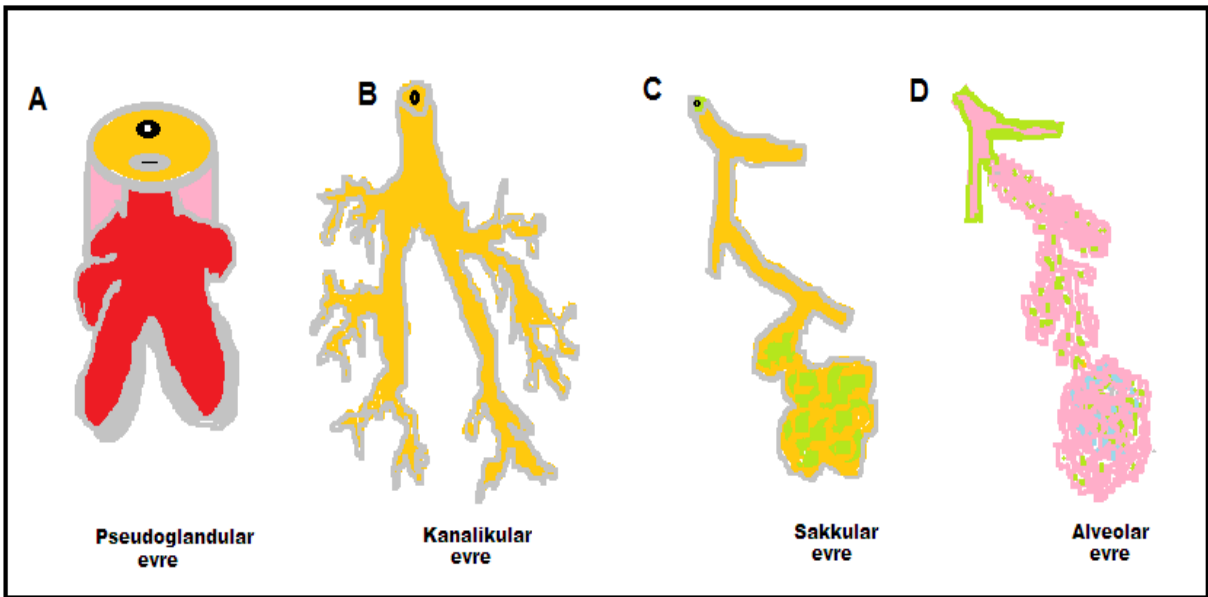 A
B
C
D
Pseudoglandular
evre
Kanalikular
evre
Sakkular
evre
Alveolar
evre